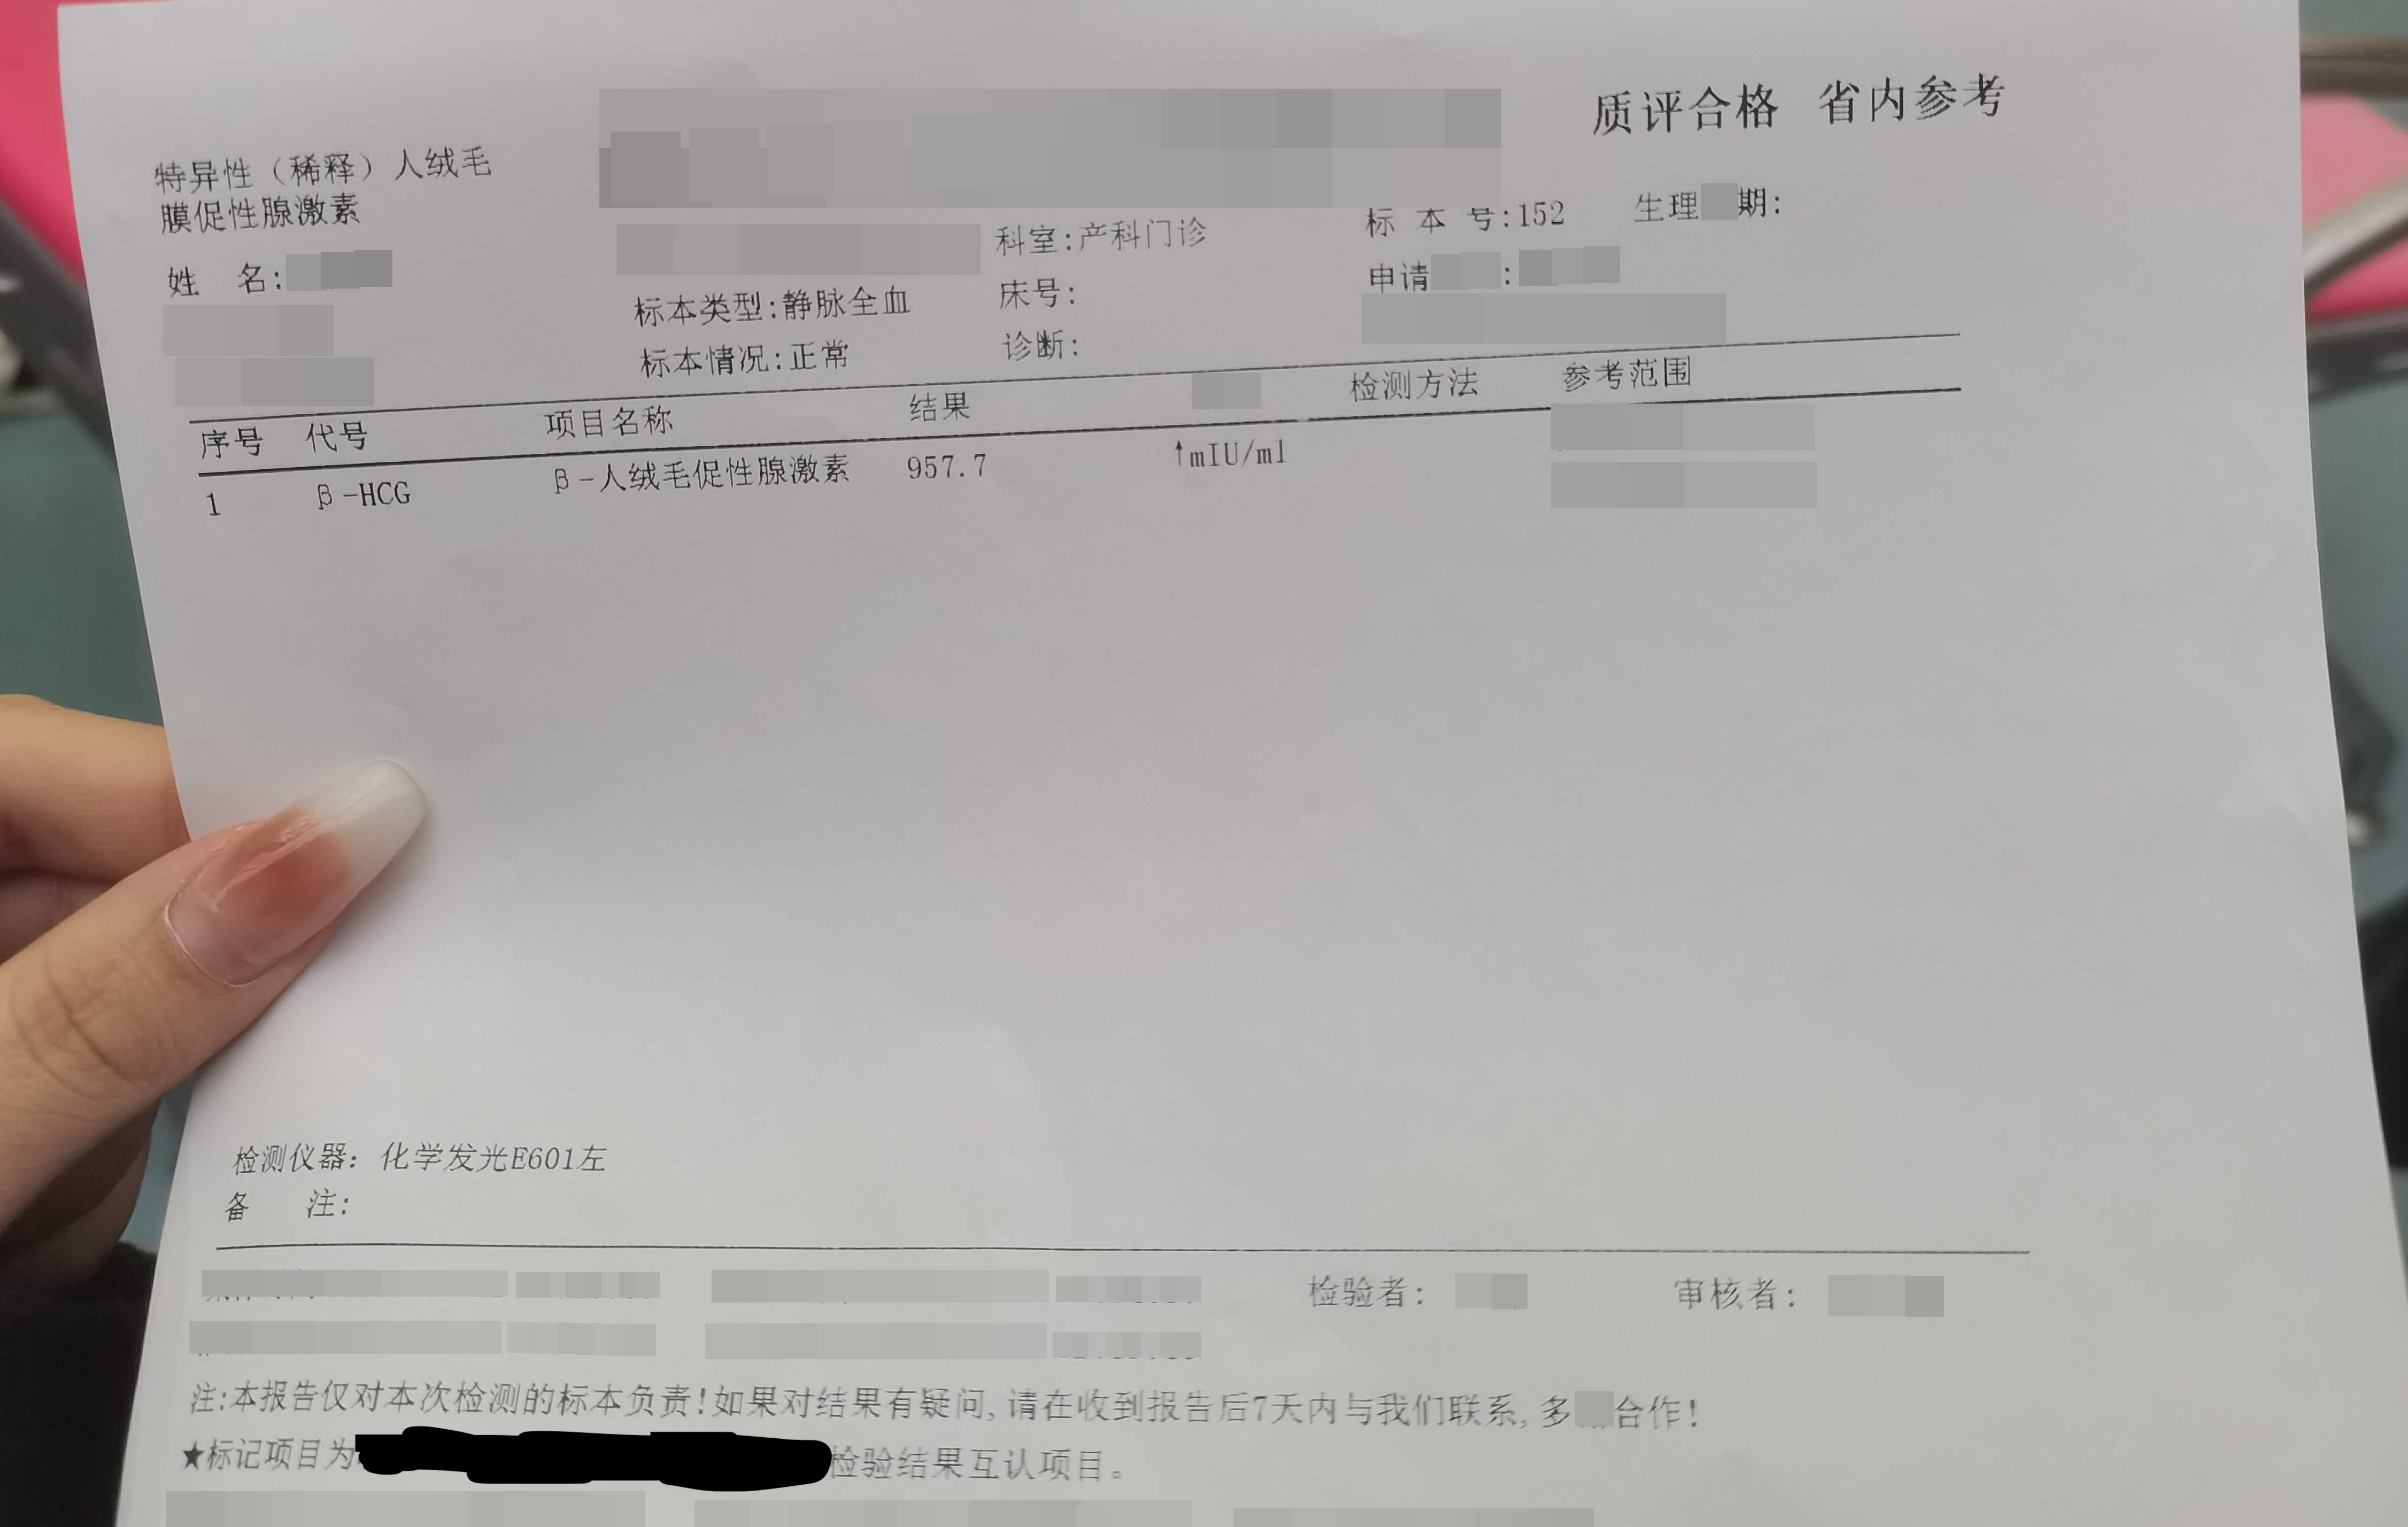 质评合格 省内参考
特异性（稀释）人绒毛
膜促性腺激素
科室:产科门诊
标 本 号:152
生理 期:
姓 名:
标本类型:静脉全血
床号:
申请 :
标本情况:正常
诊断:
序号 代号 项目名称 结果 检测方法 参考范围
1 β-HCG β-人绒毛促性腺激素 957.7 ↑mIU/ml
检测仪器: 化学发光E601左
备 注:
检验者: 审核者:
注:本报告仅对本次检测的标本负责!如果对结果有疑问,请在收到报告后7天内与我们联系,多 合作!
★标记项目为 检验结果互认项目。